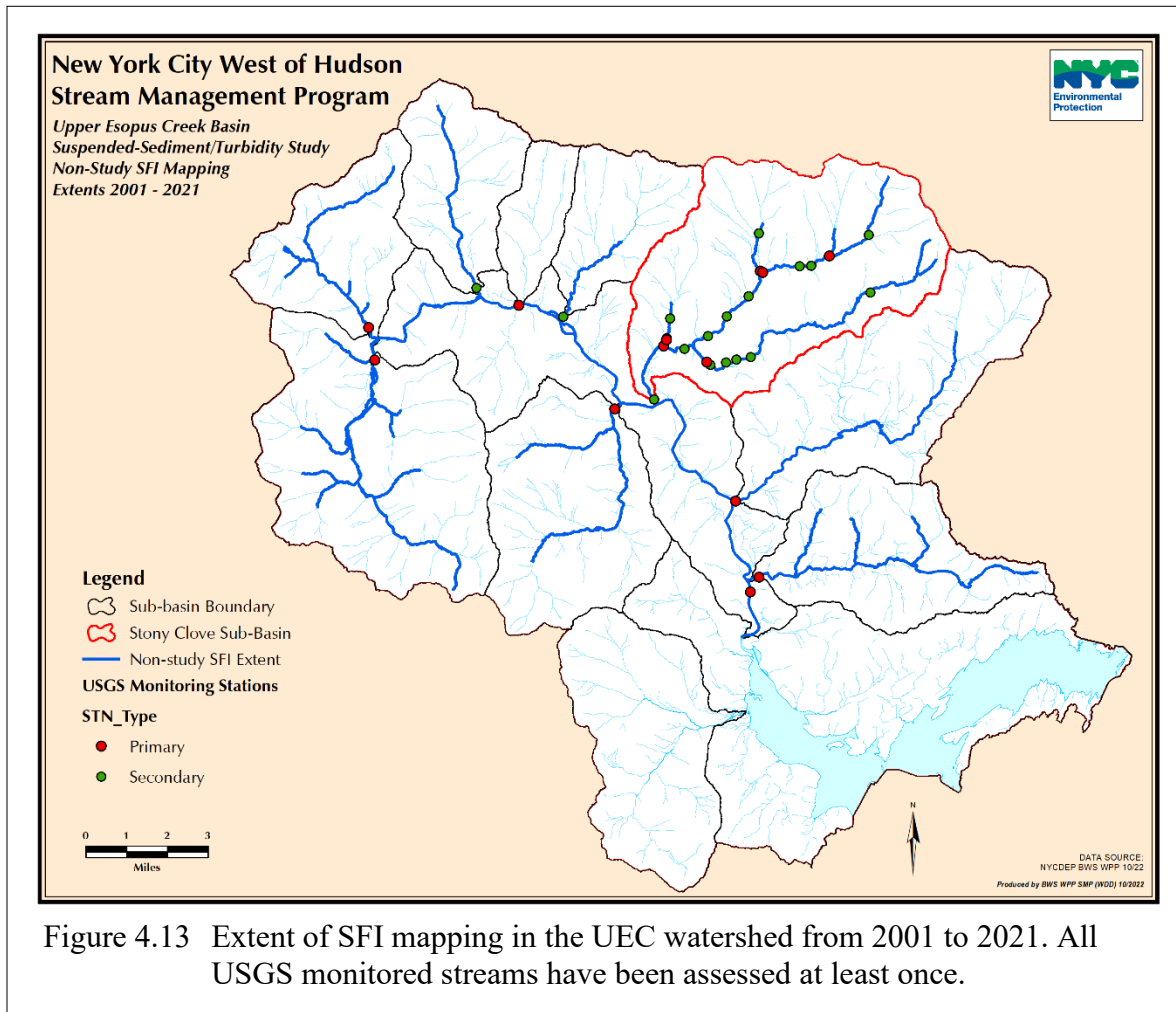 New York City West of Hudson
Stream Management Program
Upper Esopus Creek Basin
Suspended-Sediment/Turbidity Study
Non-Study SFI Mapping
Extents 2001 - 2021
NYC
Environmental
Protection
Legend
Sub-basin Boundary
Stony Clove Sub-Basin
Non-study SFI Extent
USGS Monitoring Stations
STN_Type
Primary
Secondary
0 1 2 3
Miles
N
DATA SOURCE:
NYCDEP BWS WPP 10/22
Produced by BWS WPP SMP (WDD) 10/2022
Figure 4.13 Extent of SFI mapping in the UEC watershed from 2001 to 2021. All
USGS monitored streams have been assessed at least once.